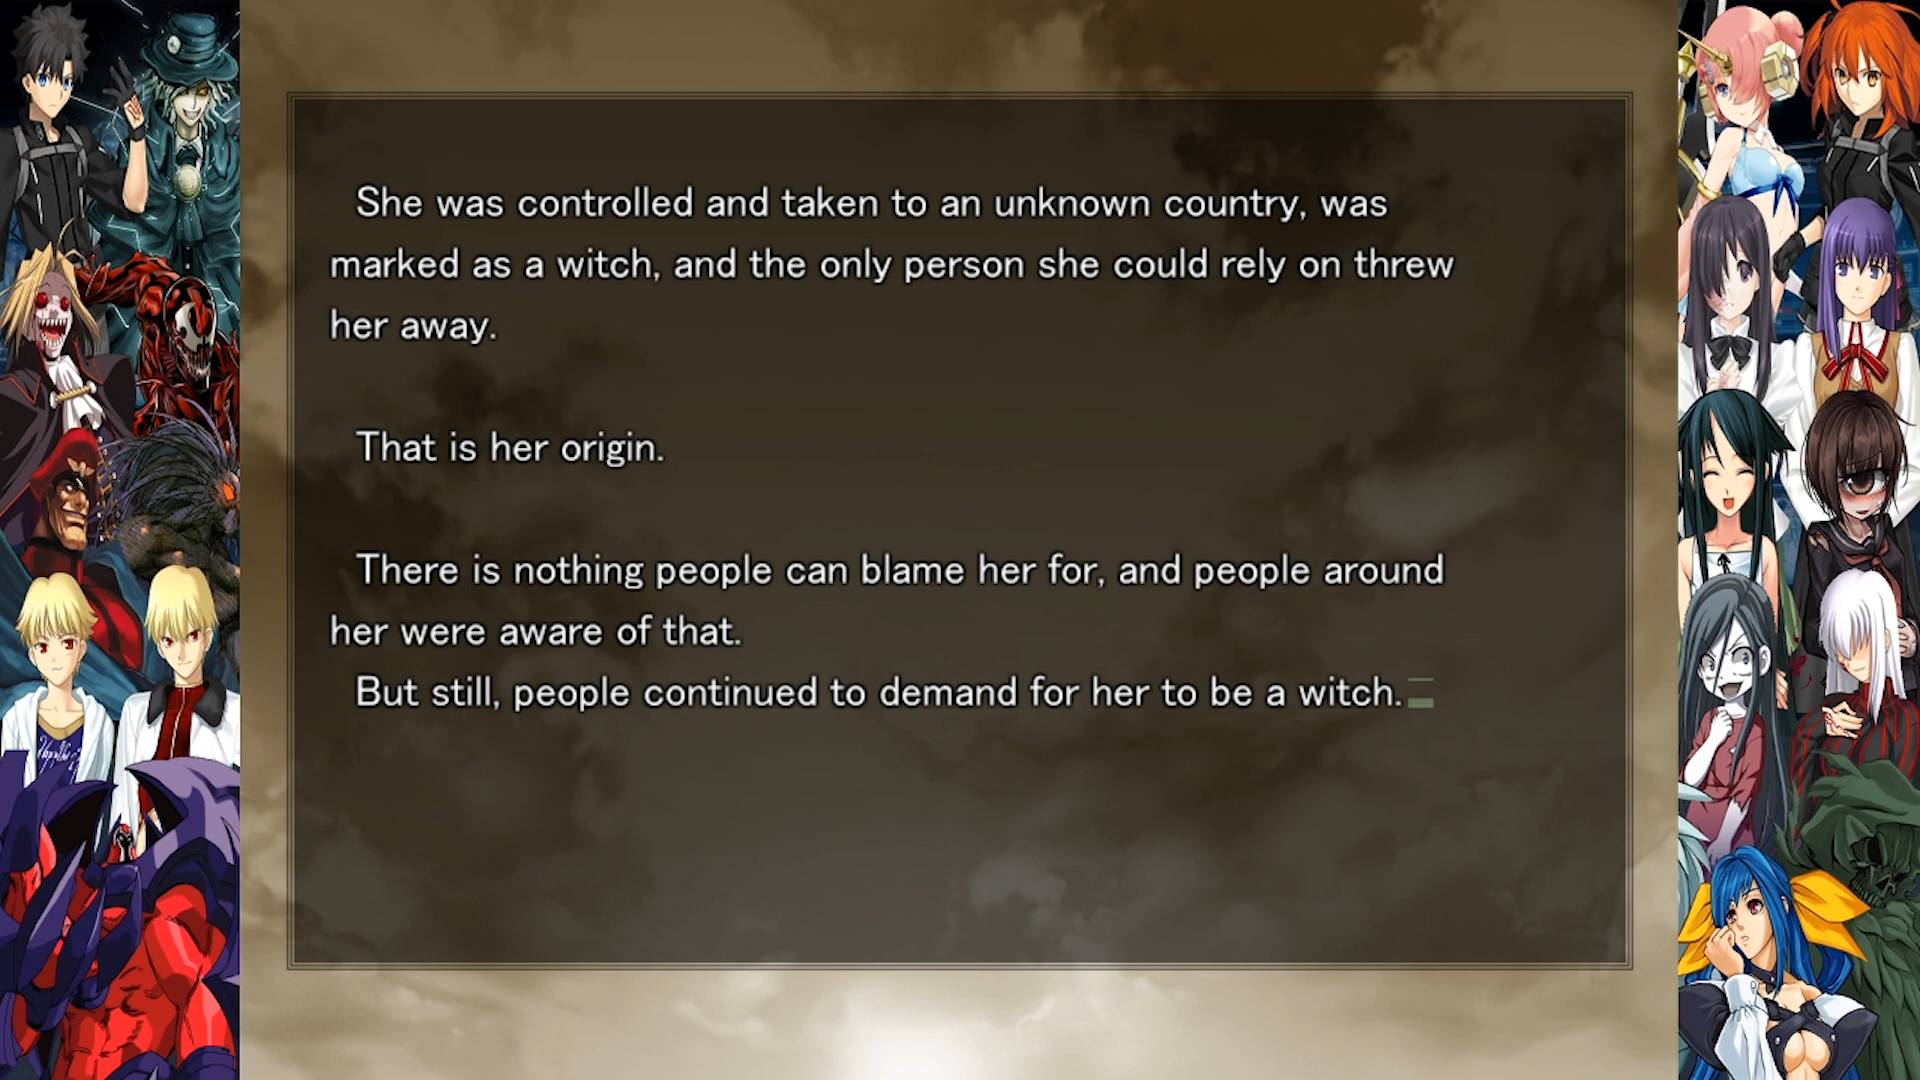 She was controlled and taken to an unknown country, was
marked as a witch, and the only person she could rely on threw
her away.
That is her origin.
There is nothing people can blame her for, and people around
her were aware of that.
But still, people continued to demand for her to be a witch.